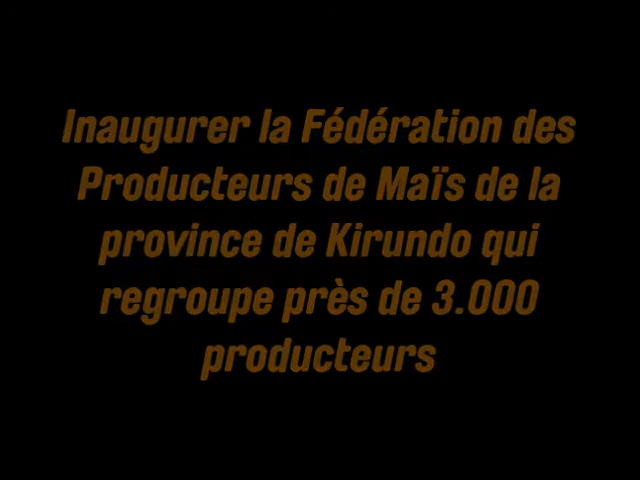 Inaugurer la Fédération des
Producteurs de Maïs de la
province de Kirundo qui
regroupe près de 3.000
producteurs